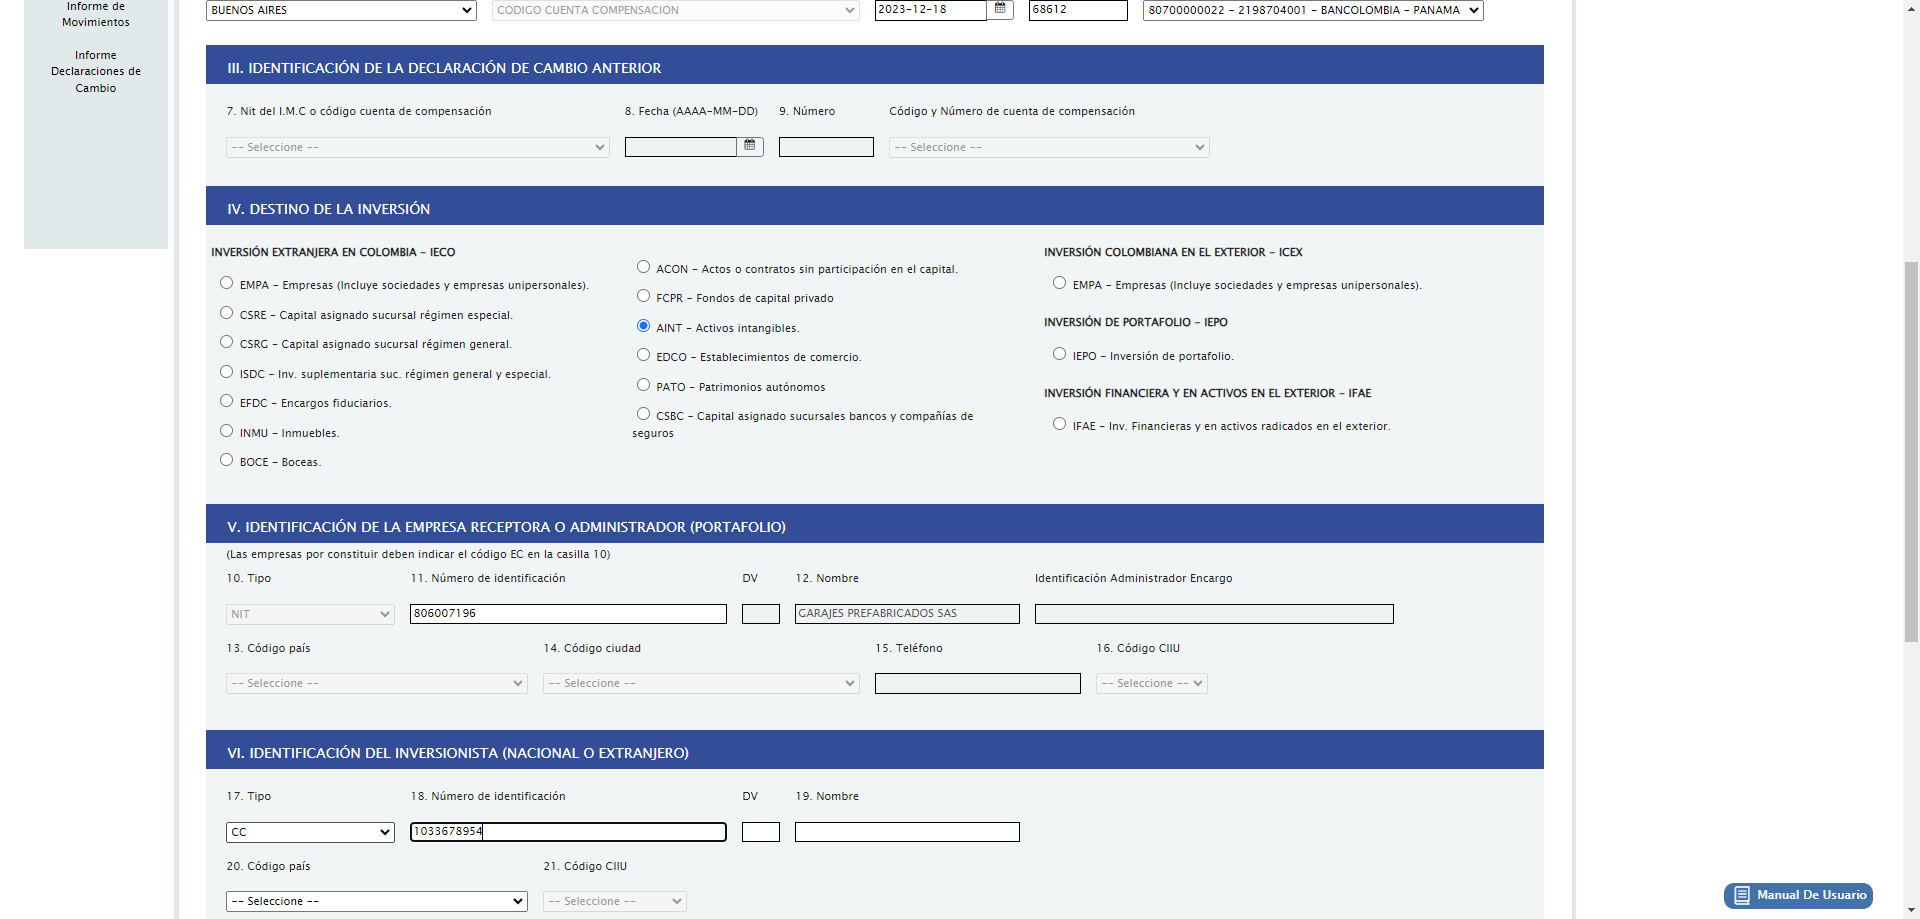 Informe de
Movimientos
Informe
Declaraciones de
Cambio
BUENOS AIRES
CODIGO CUENTA COMPENSACION
2023-12-18
68612
80700000022 - 2198704001 - BANCOLOMBIA - PANAMA
III. IDENTIFICACIÓN DE LA DECLARACIÓN DE CAMBIO ANTERIOR
7. Nit del I.M.C o código cuenta de compensación
8. Fecha (AAAA-MM-DD)
9. Número
Código y Número de cuenta de compensación
-- Seleccione --
-- Seleccione --
IV. DESTINO DE LA INVERSIÓN
INVERSIÓN EXTRANJERA EN COLOMBIA - IECO
EMPA - Empresas (Incluye sociedades y empresas unipersonales).
CSRE - Capital asignado sucursal régimen especial.
CSRG - Capital asignado sucursal régimen general.
ISDC - Inv. suplementaria suc. régimen general y especial.
EFDC - Encargos fiduciarios.
INMU - Inmuebles.
BOCE - Boceas.
ACON - Actos o contratos sin participación en el capital.
FCPR - Fondos de capital privado
AINT - Activos intangibles.
EDCO - Establecimientos de comercio.
PATO - Patrimonios autónomos
CSBC - Capital asignado sucursales bancos y compañías de
seguros
INVERSIÓN COLOMBIANA EN EL EXTERIOR - ICEX
EMPA - Empresas (Incluye sociedades y empresas unipersonales).
INVERSIÓN DE PORTAFOLIO - IEPO
IEPO - Inversión de portafolio.
INVERSIÓN FINANCIERA Y EN ACTIVOS EN EL EXTERIOR - IFAE
IFAE - Inv. Financieras y en activos radicados en el exterior.
V. IDENTIFICACIÓN DE LA EMPRESA RECEPTORA O ADMINISTRADOR (PORTAFOLIO)
(Las empresas por constituir deben indicar el código EC en la casilla 10)
10. Tipo
11. Número de identificación
DV
12. Nombre
Identificación Administrador Encargo
NIT
806007196
GARAJES PREFABRICADOS SAS
13. Código país
14. Código ciudad
15. Teléfono
16. Código CIIU
-- Seleccione --
-- Seleccione --
-- Seleccione --
VI. IDENTIFICACIÓN DEL INVERSIONISTA (NACIONAL O EXTRANJERO)
17. Tipo
18. Número de identificación
DV
19. Nombre
CC
1033678954
20. Código país
21. Código CIIU
-- Seleccione --
-- Seleccione --
Manual De Usuario